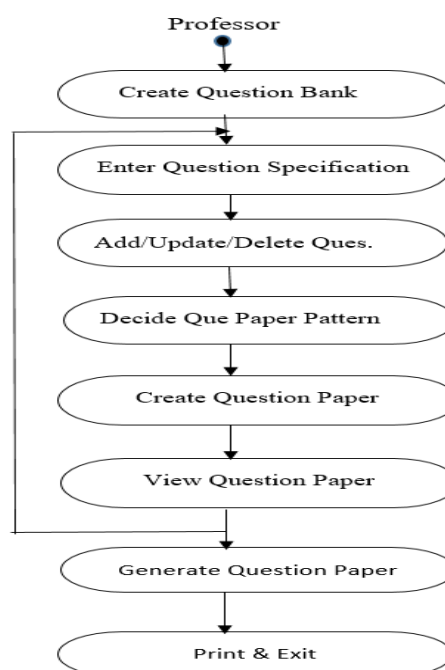 Professor
Create Question Bank
Enter Question Specification
Add/Update/Delete Ques.
Decide Que Paper Pattern
Create Question Paper
View Question Paper
Generate Question Paper
Print & Exit